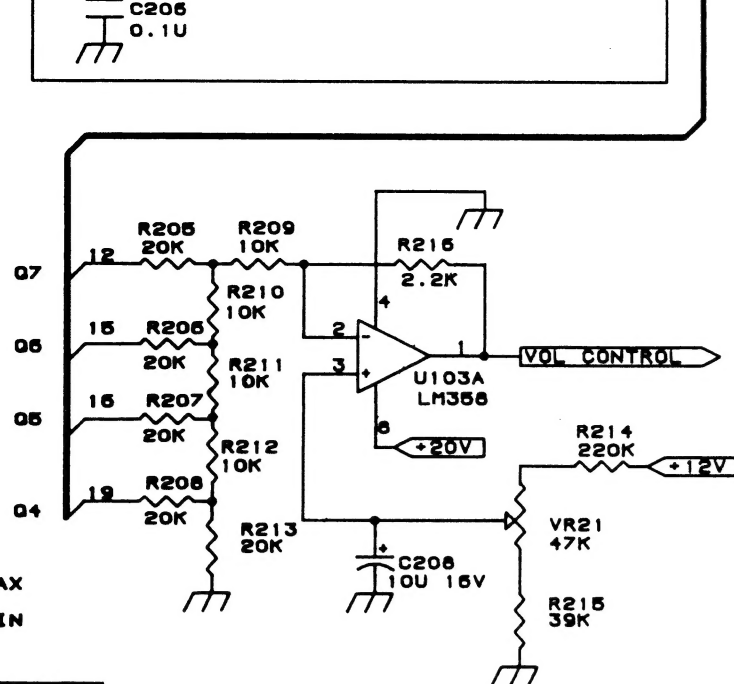 C206
0.1U
R205
20K
R209
10K
R216
2.2K
Q7
12
R210
10K
4
Q6
15
R206
20K
2
-
1
VOL CONTROL
R211
10K
3
+
U103A
LM358
Q5
16
R207
20K
8
+20V
R214
220K
+12V
R212
10K
Q4
19
R208
20K
R213
20K
VR21
47K
+
C208
10U 16V
AX
IN
R215
39K